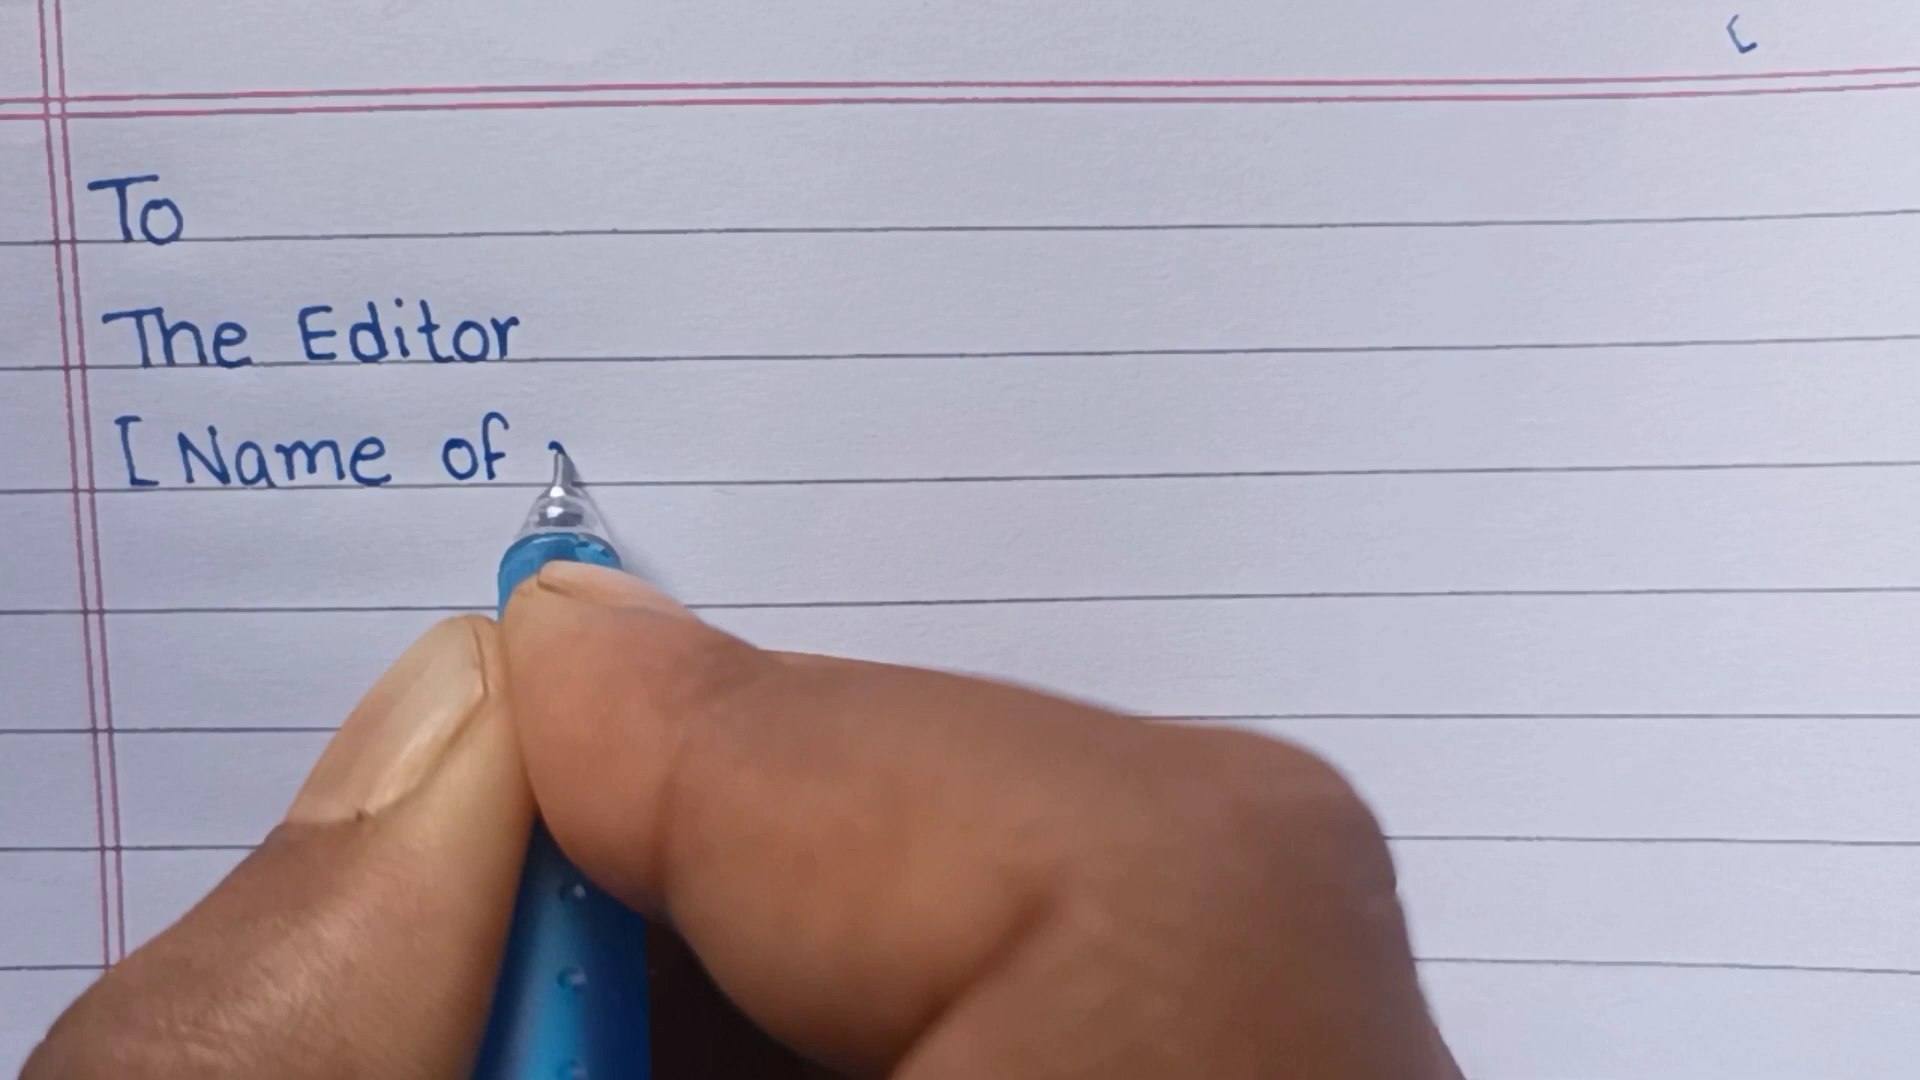 To
The Editor
[Name of